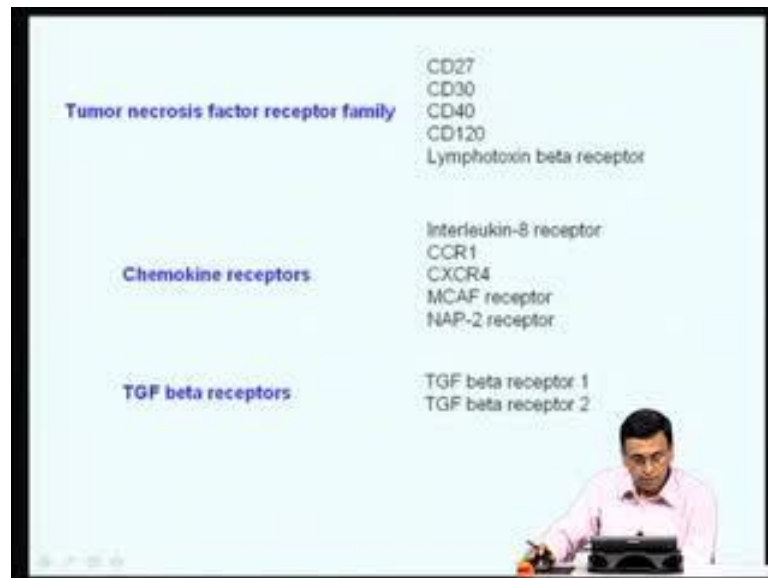 Tumor necrosis factor receptor family
CD27
CD30
CD40
CD120
Lymphotoxin beta receptor
Chemokine receptors
Interleukin-8 receptor
CCR1
CXCR4
MCAF receptor
NAP-2 receptor
TGF beta receptors
TGF beta receptor 1
TGF beta receptor 2